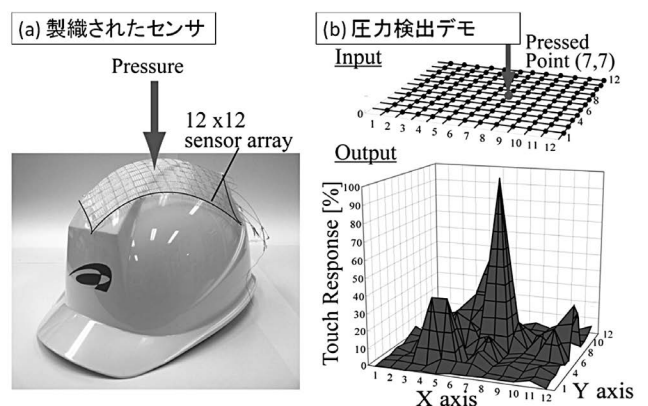 (a) 製織されたセンサ
Pressure
12 x12
sensor array
(b) 圧力検出デモ
Input
Pressed
Point (7,7)
12
8
6
4
1
0
1 2 3 4 5 6 7 8 9 10 11 12
Output
Touch Response [%]
100
90
80
70
60
50
40
30
20
10
0
1 2 3 4 5 6 7 8 9 10 11 12
X axis
1
4
6
8
10
12
Y axis